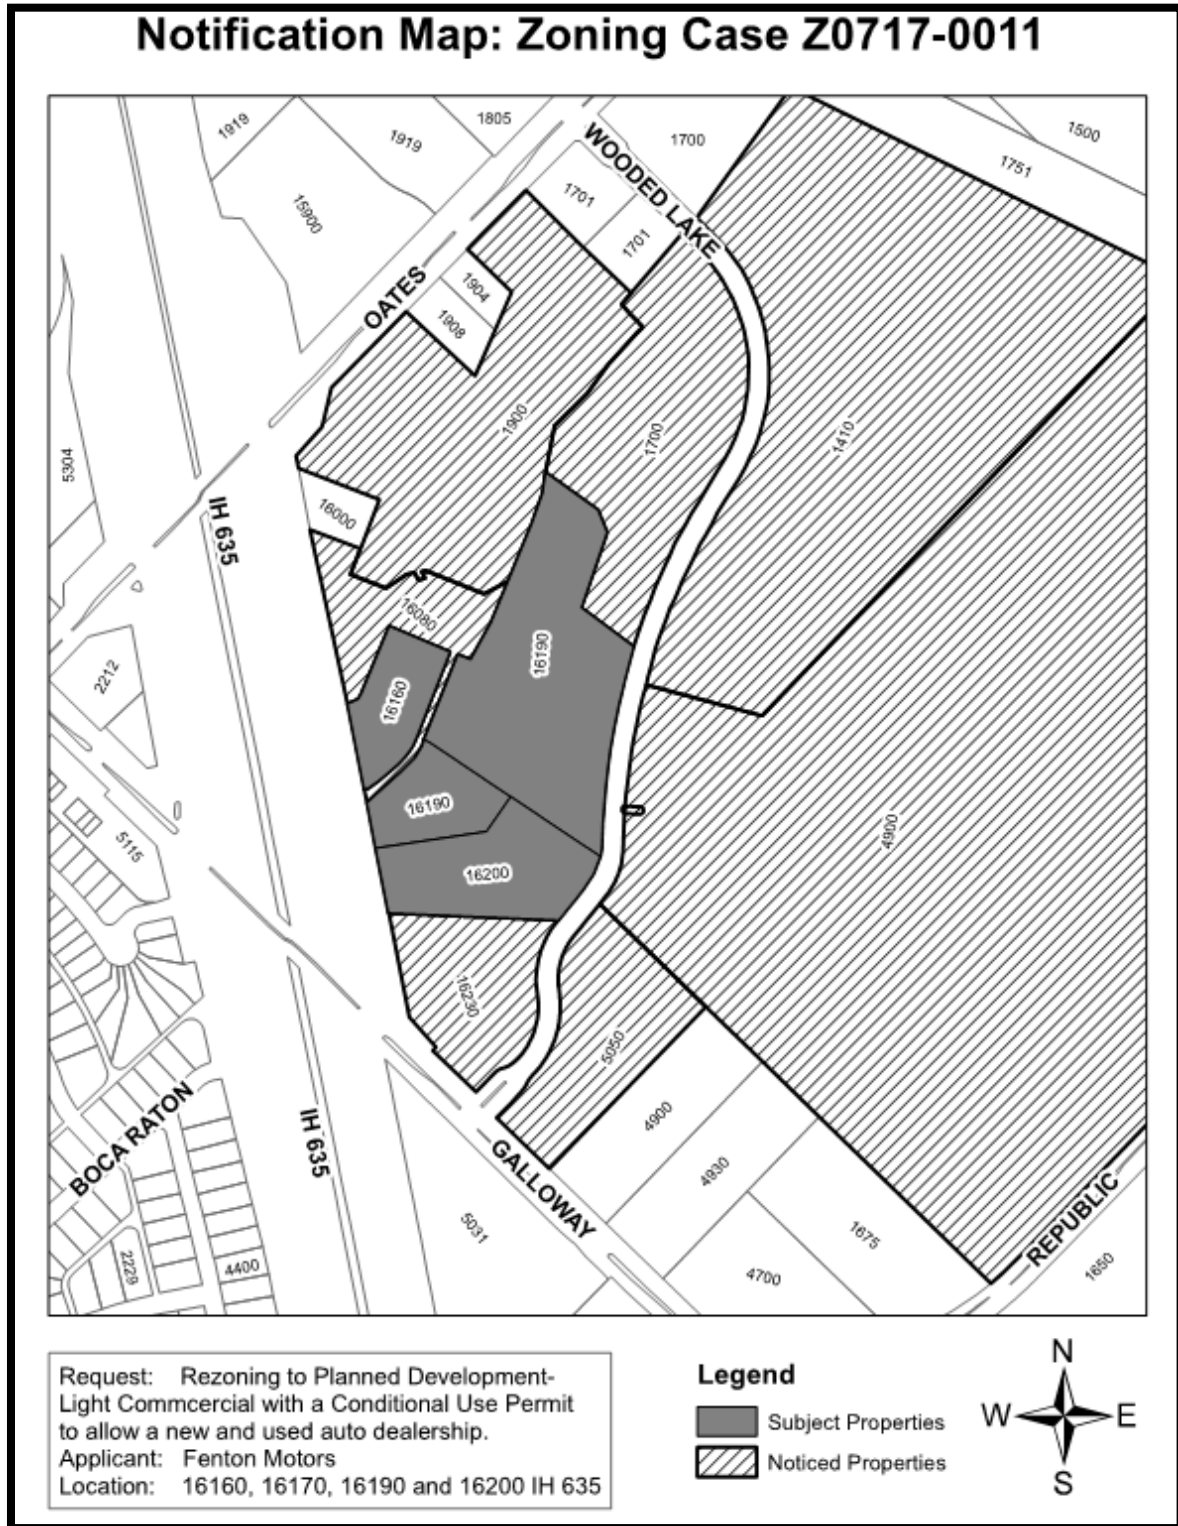 Notification Map: Zoning Case Z0717-0011
1919
1919
1805
1700
1500
1751
WOODED LAKE
15900
1701
1701
OATES
1904
1908
1900
1700
1410
5304
16000
IH 635
16080
16190
2212
16160
16190
4900
5115
16200
16230
5050
BOCA RATON
IH 635
4900
4930
GALLOWAY
5031
1675
REPUBLIC
2229
4400
4700
1650
Request: Rezoning to Planned Development-
Light Commcercial with a Conditional Use Permit
to allow a new and used auto dealership.
Applicant: Fenton Motors
Location: 16160, 16170, 16190 and 16200 IH 635
Legend
Subject Properties
Noticed Properties
N
W E
S